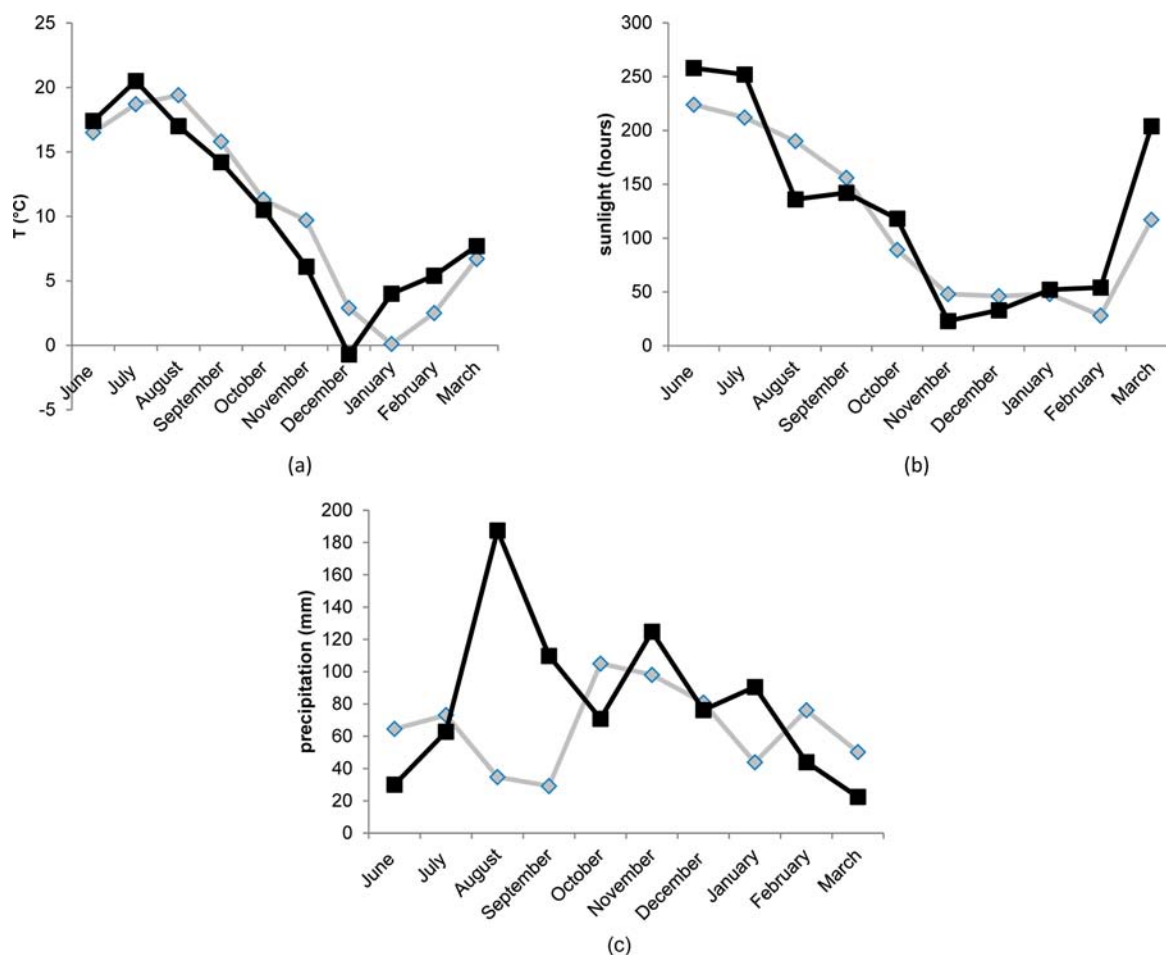 25
20
15
10
5
0
-5
T (°C)
June
July
August
September
October
November
December
January
February
March
(a)
300
250
200
150
100
50
0
sunlight (hours)
June
July
August
September
October
November
December
January
February
March
(b)
200
180
160
140
120
100
80
60
40
20
0
precipitation (mm)
June
July
August
September
October
November
December
January
February
March
(c)